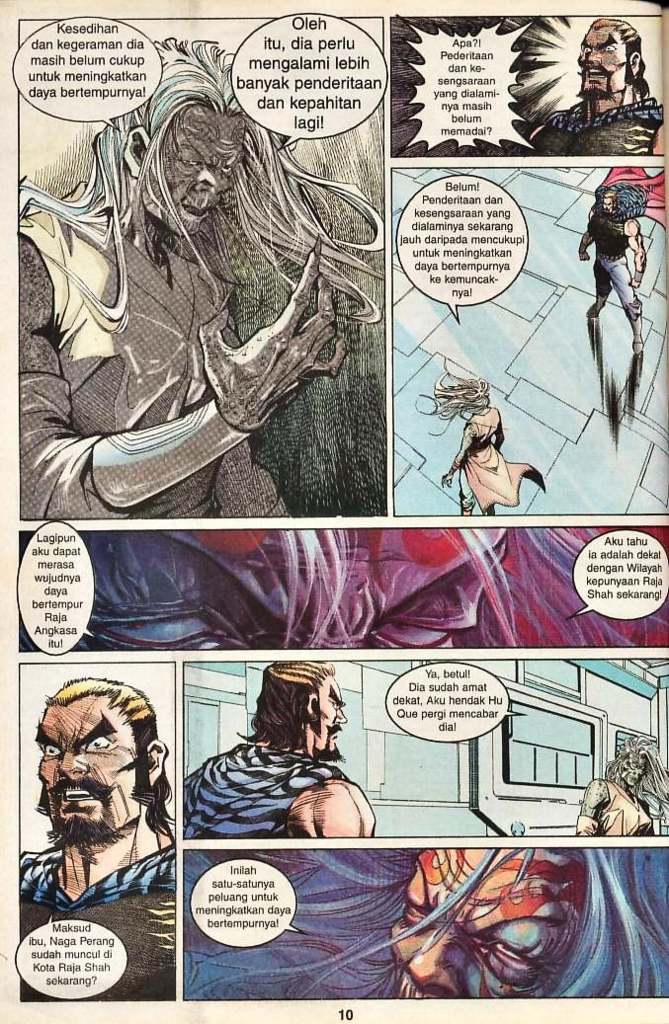 Kesedihan
dan kegeraman dia
masih belum cukup
untuk meningkatkan
daya bertempurnya!
Oleh
itu, dia perlu
mengalami lebih
banyak penderitaan
dan kepahitan
lagi!
Apa?!
Pederitaan
dan ke-
sengsaraan
yang dialami-
nya masih
belum
memadai?
Belum!
Penderitaan dan
kesengsaraan yang
dialaminya sekarang
jauh daripada mencukupi
untuk meningkatkan
daya bertempurnya
ke kemuncak-
nya!
Lagipun
aku dapat
merasa
wujudnya
daya
bertempur
Raja
Angkasa
itu!
Aku tahu
ia adalah dekat
dengan Wilayah
kepunyaan Raja
Shah sekarang!
Maksud
ibu, Naga Perang
sudah muncul di
Kota Raja Shah
sekarang?
Ya, betul!
Dia sudah amat
dekat, Aku hendak Hu
Que pergi mencabar
dia!
Inilah
satu-satunya
peluang untuk
meningkatkan daya
bertempurnya!
10